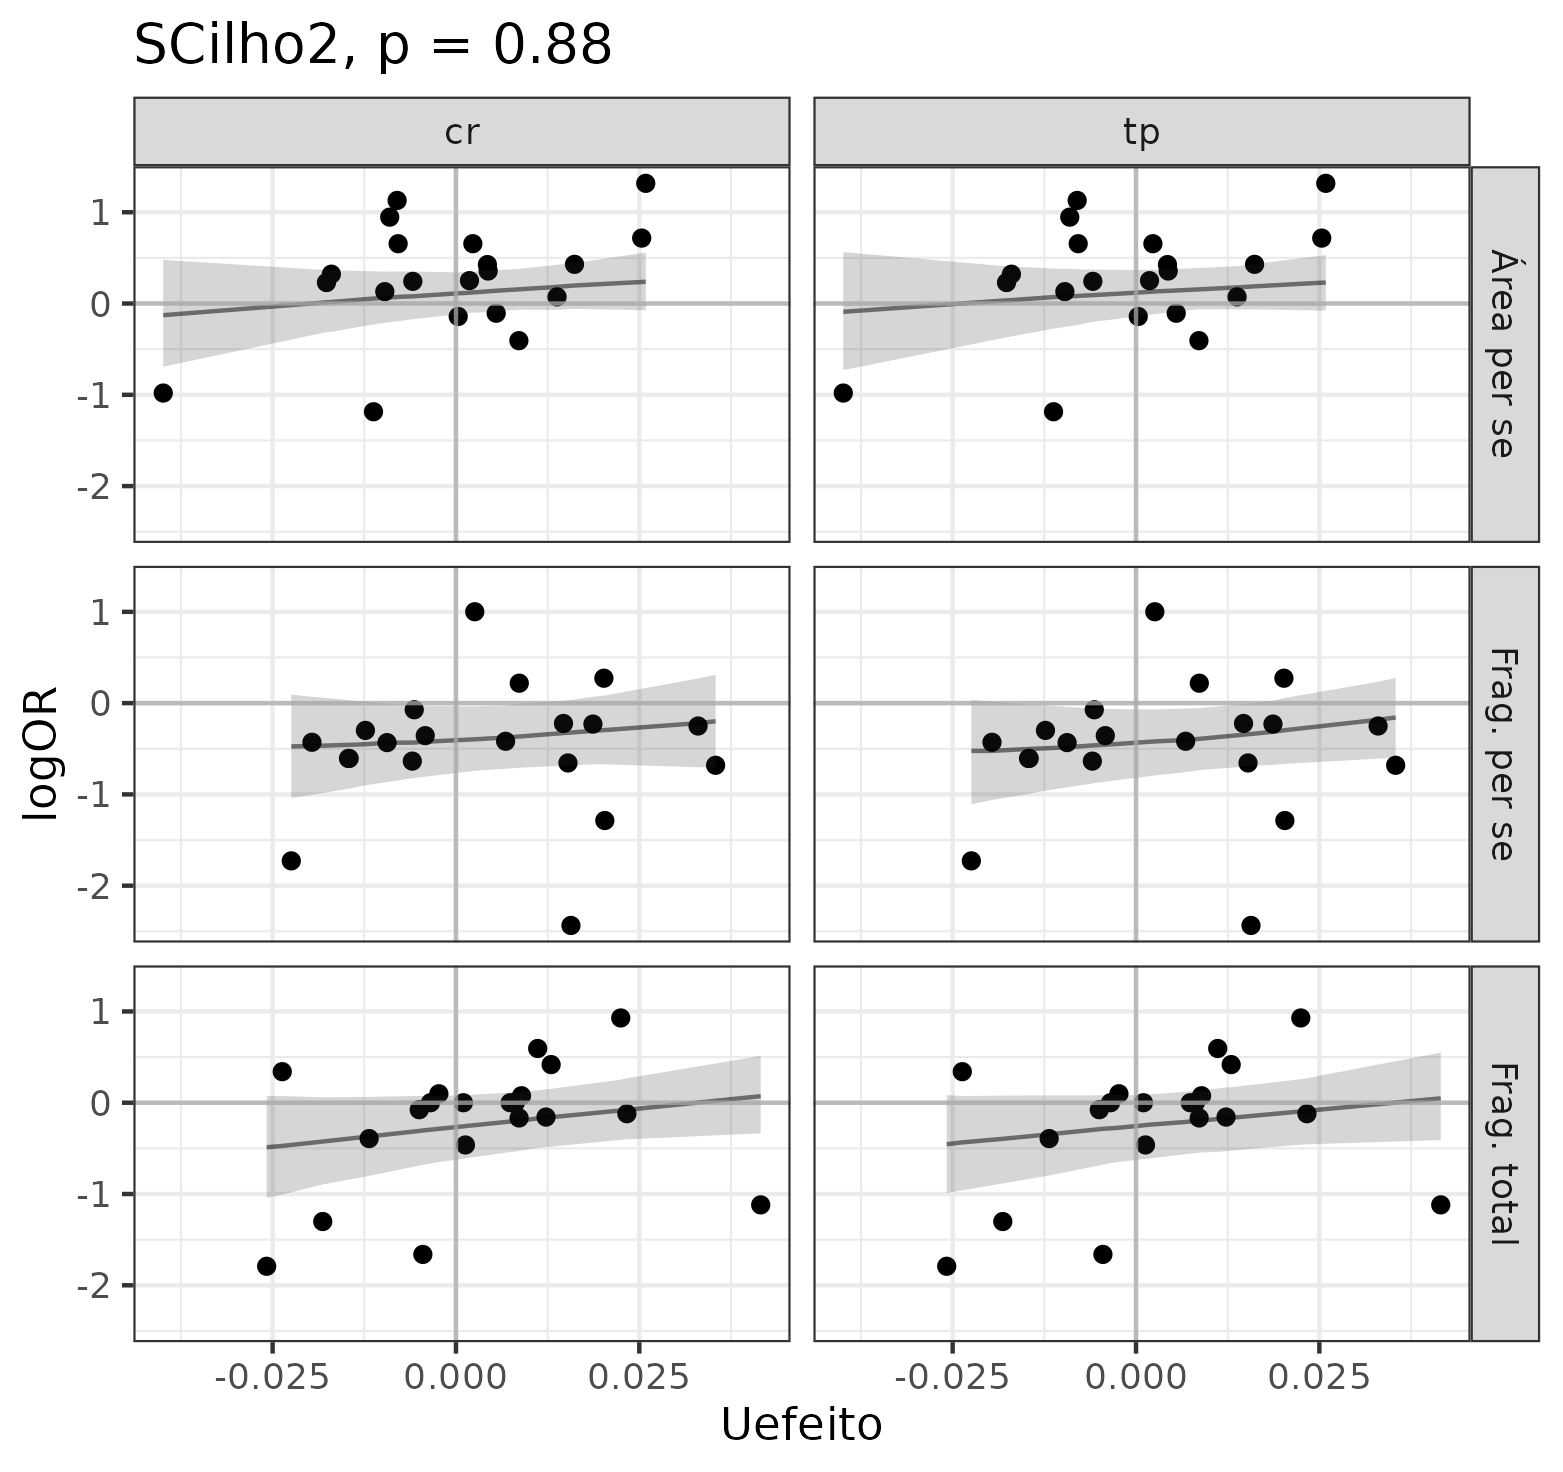 SCilho2, p = 0.88
cr
tp
1
0
-1
-2
Área per se
1
0
-1
-2
Frag. per se
1
0
-1
-2
Frag. total
logOR
-0.025
0.000
0.025
-0.025
0.000
0.025
Uefeito